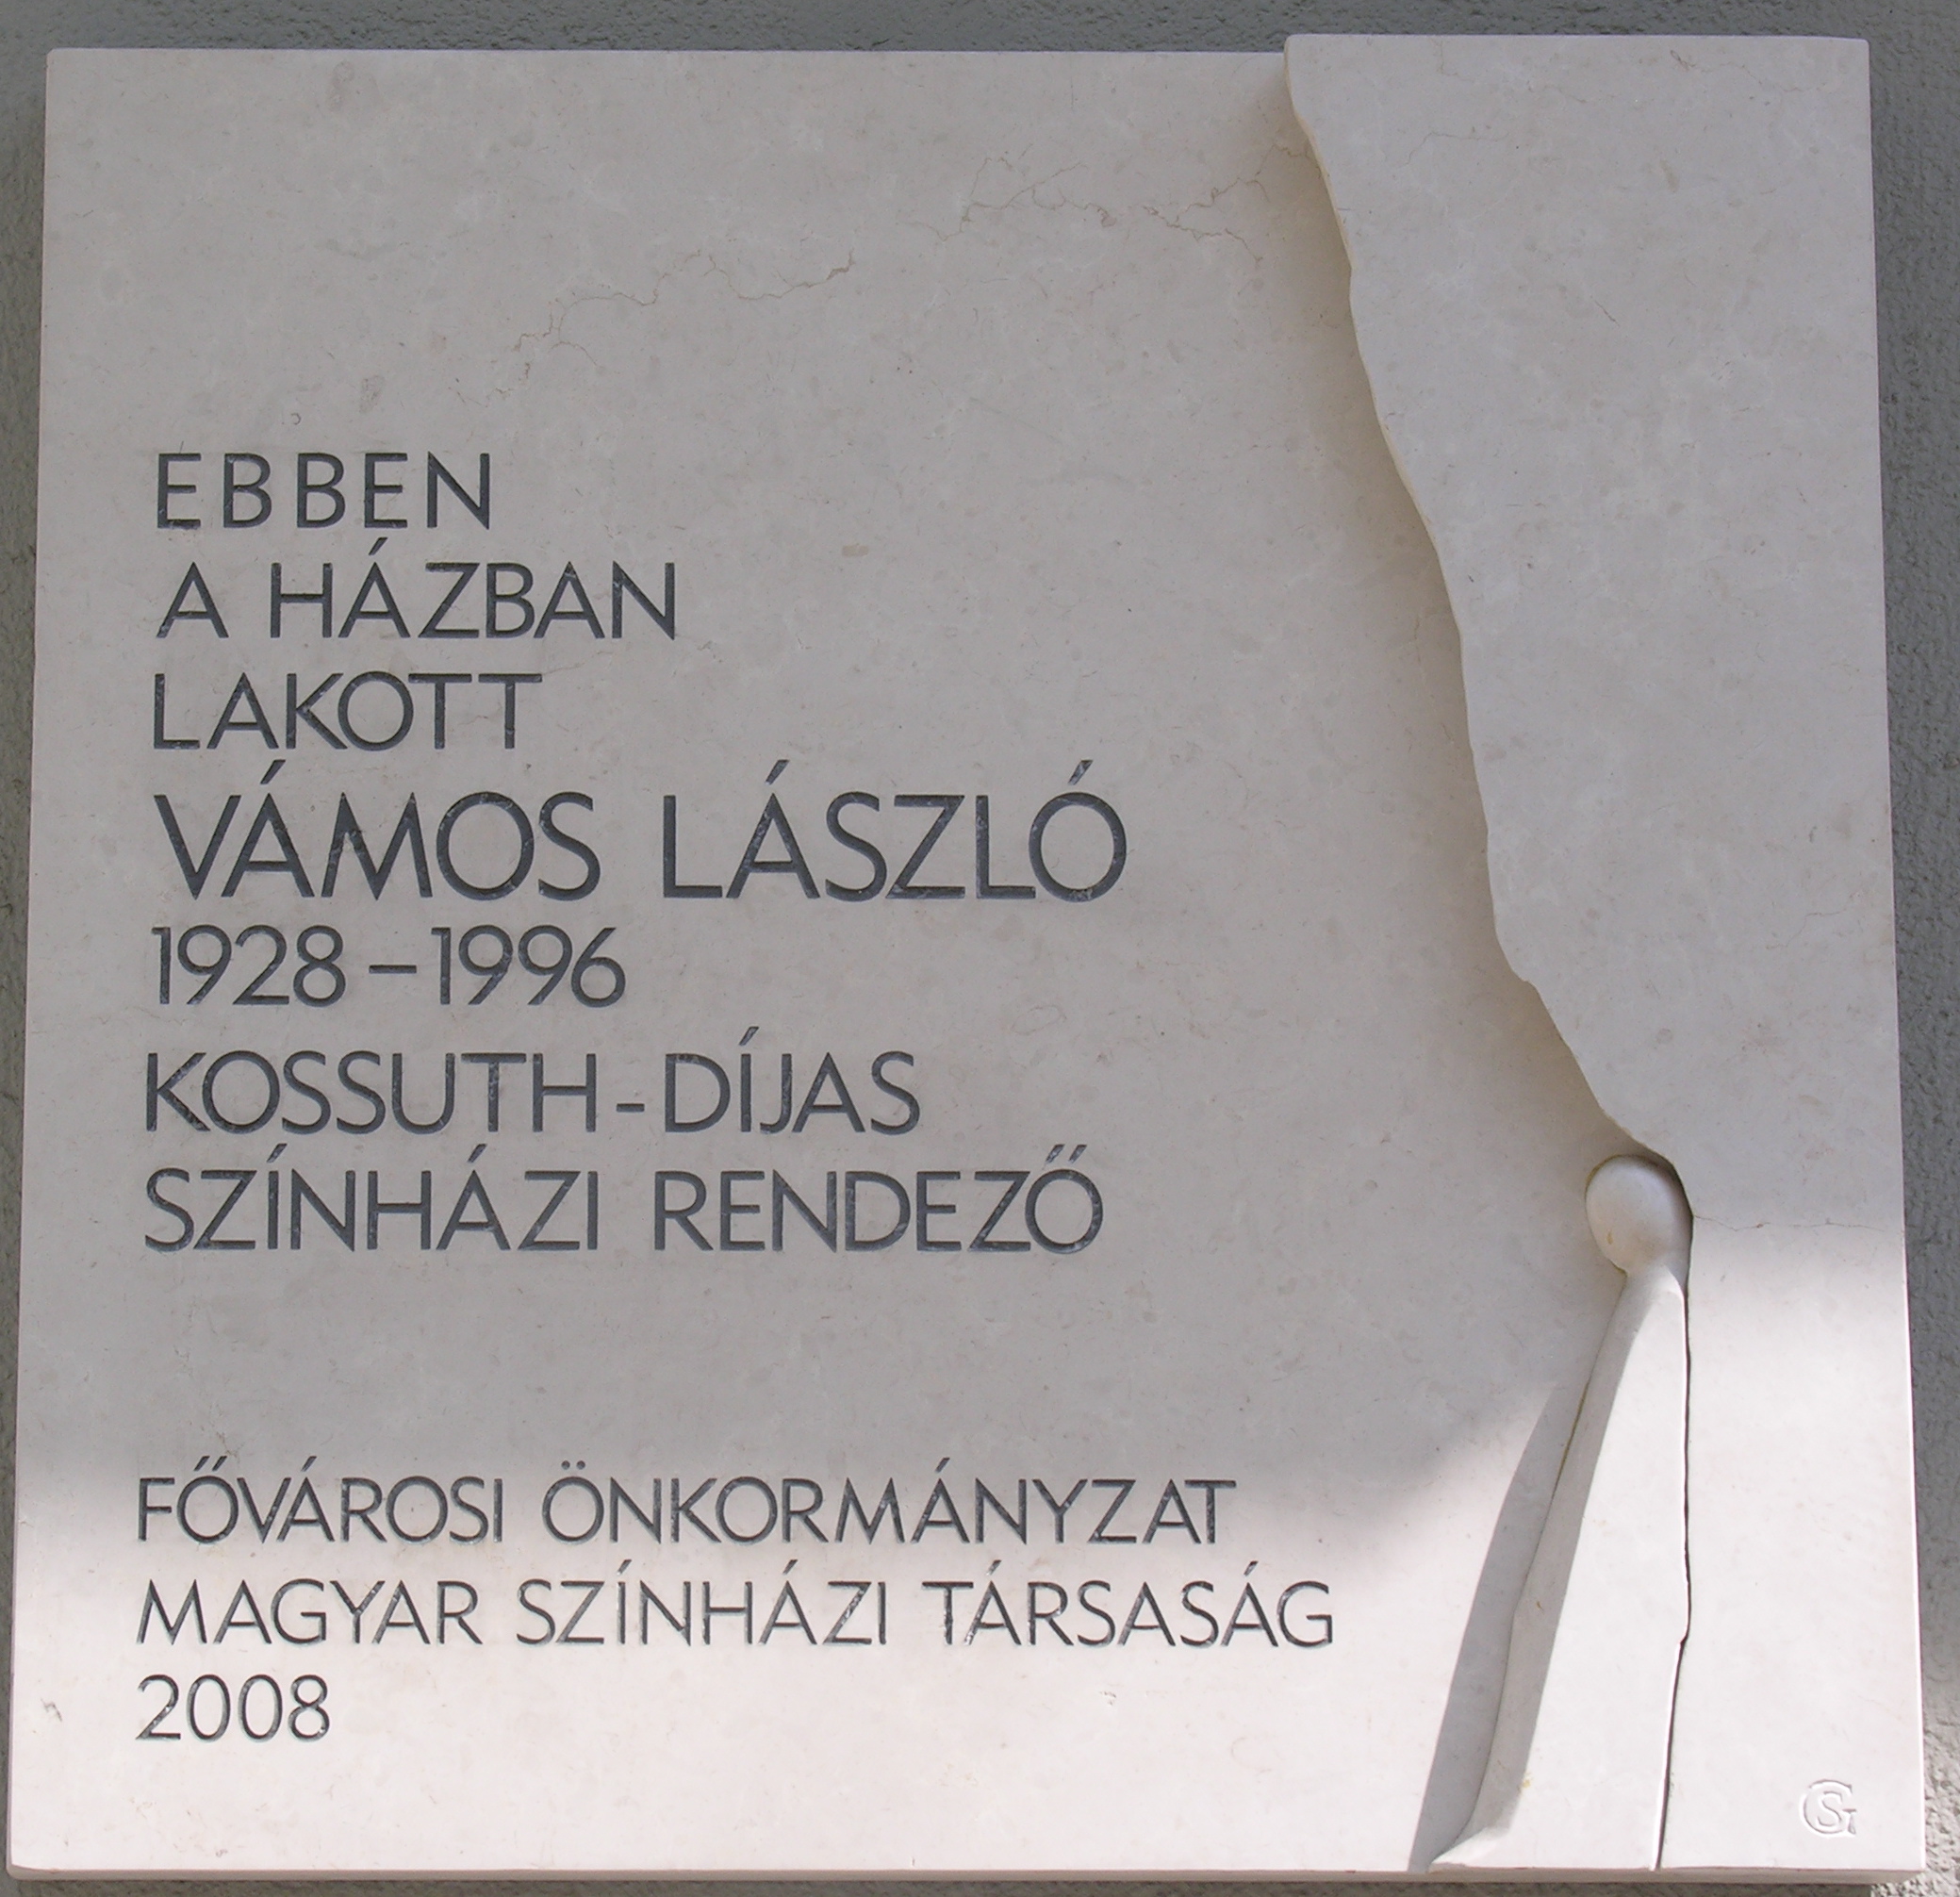 EBBEN
A HÁZBAN
LAKOTT
VÁMOS LÁSZLÓ
1928 – 1996
KOSSUTH - DÍJAS
SZÍNHÁZI RENDEZŐ
FŐVÁROSI ÖNKORMÁNYZAT
MAGYAR SZÍNHÁZI TÁRSASÁG
2008